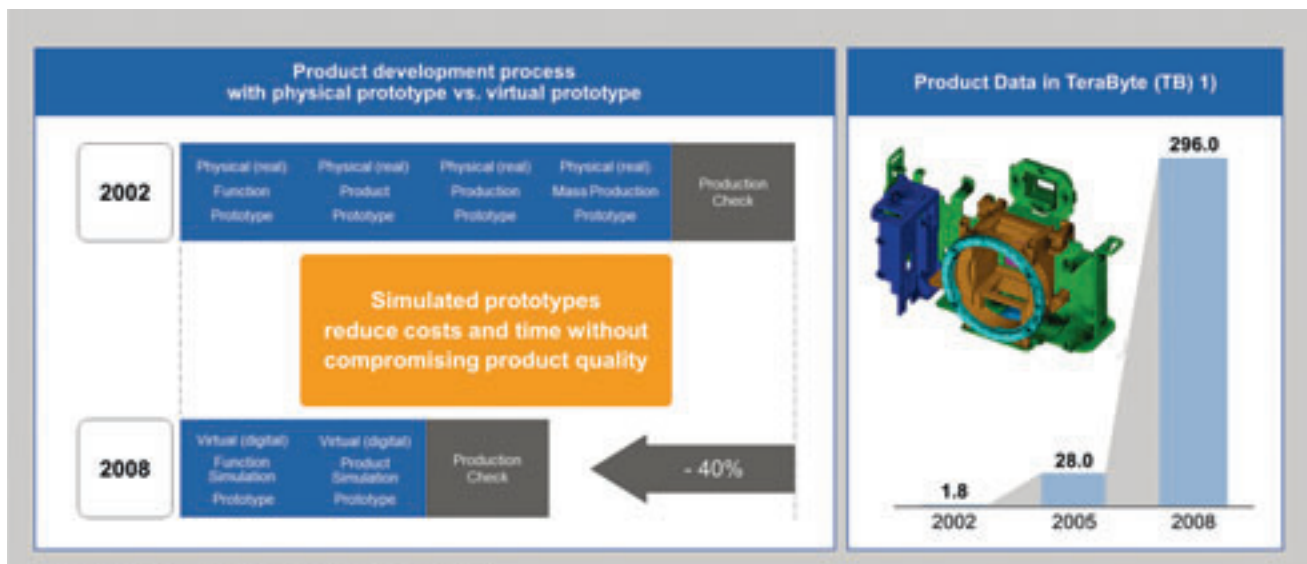 Product development process
with physical prototype vs. virtual prototype
2002
Physical (real)
Function
Prototype
Physical (real)
Product
Prototype
Physical (real)
Production
Prototype
Physical (real)
Mass Production
Prototype
Production
Check
Simulated prototypes
reduce costs and time without
compromising product quality
2008
Virtual (digital)
Function
Simulation
Prototype
Virtual (digital)
Product
Simulation
Prototype
Production
Check
- 40%
Product Data in TeraByte (TB) 1)
296.0
28.0
1.8
2002
2005
2008